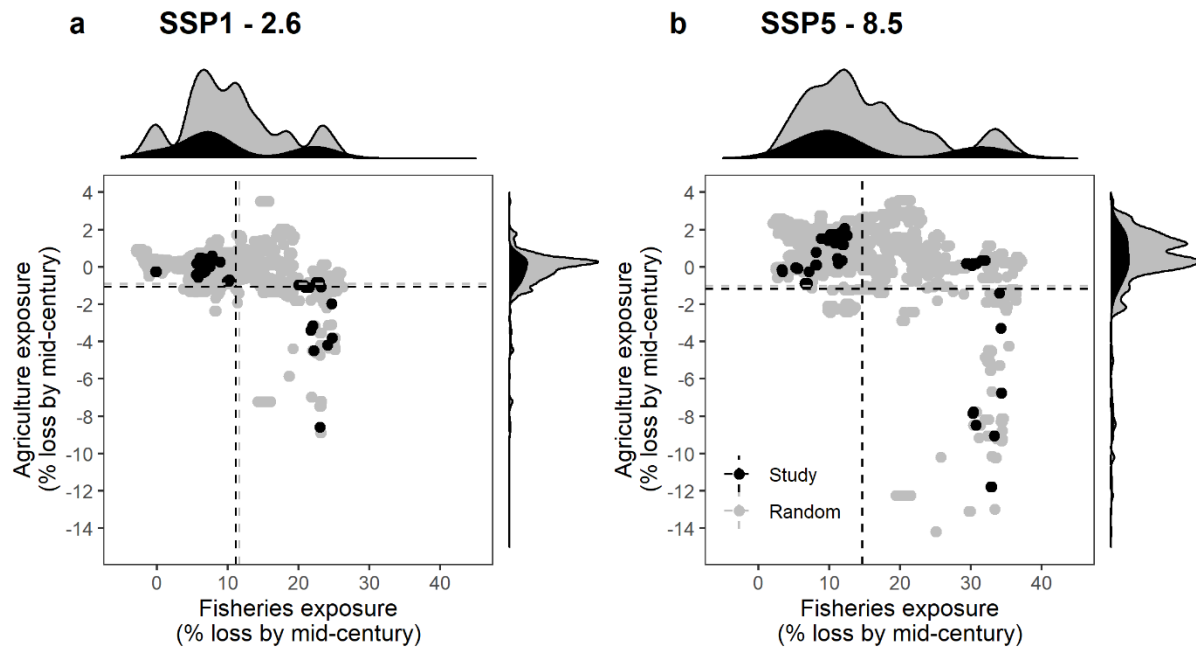 a SSP1 - 2.6
b SSP5 - 8.5
Agriculture exposure
(% loss by mid-century)
4
2
0
-2
-4
-6
-8
-10
-12
-14
0 10 20 30 40
Fisheries exposure
(% loss by mid-century)
Agriculture exposure
(% loss by mid-century)
4
2
0
-2
-4
-6
-8
-10
-12
-14
Study
Random
0 10 20 30 40
Fisheries exposure
(% loss by mid-century)